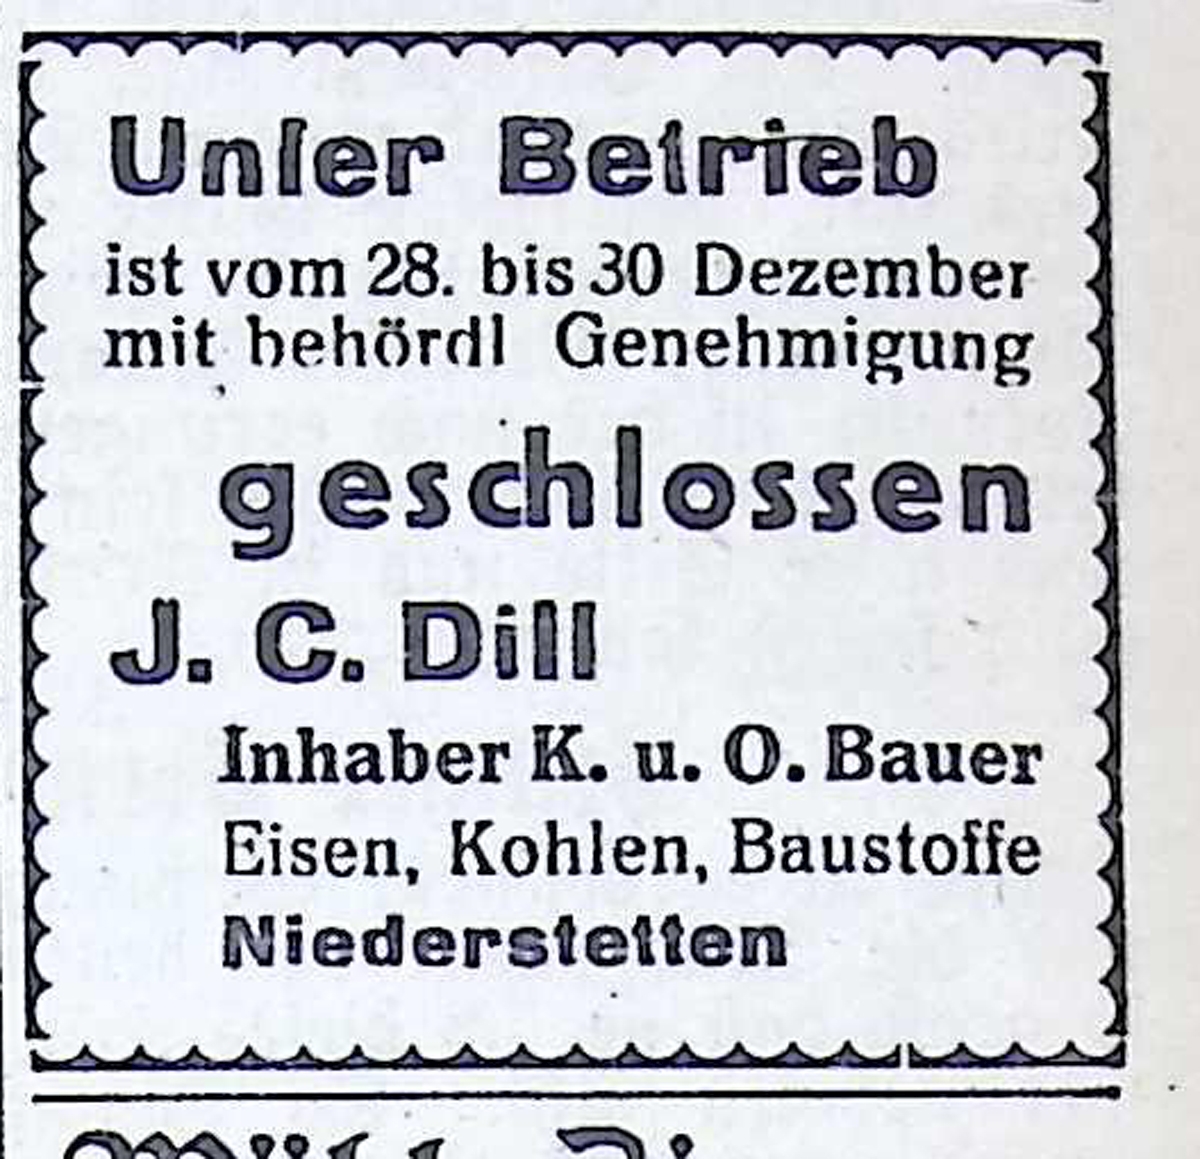 Unſer Betrieb
ist vom 28. bis 30 Dezember
mit behördl Genehmigung
geschlossen
J. C. Dill
Inhaber K. u. O. Bauer
Eisen, Kohlen, Baustoffe
Niederstetten